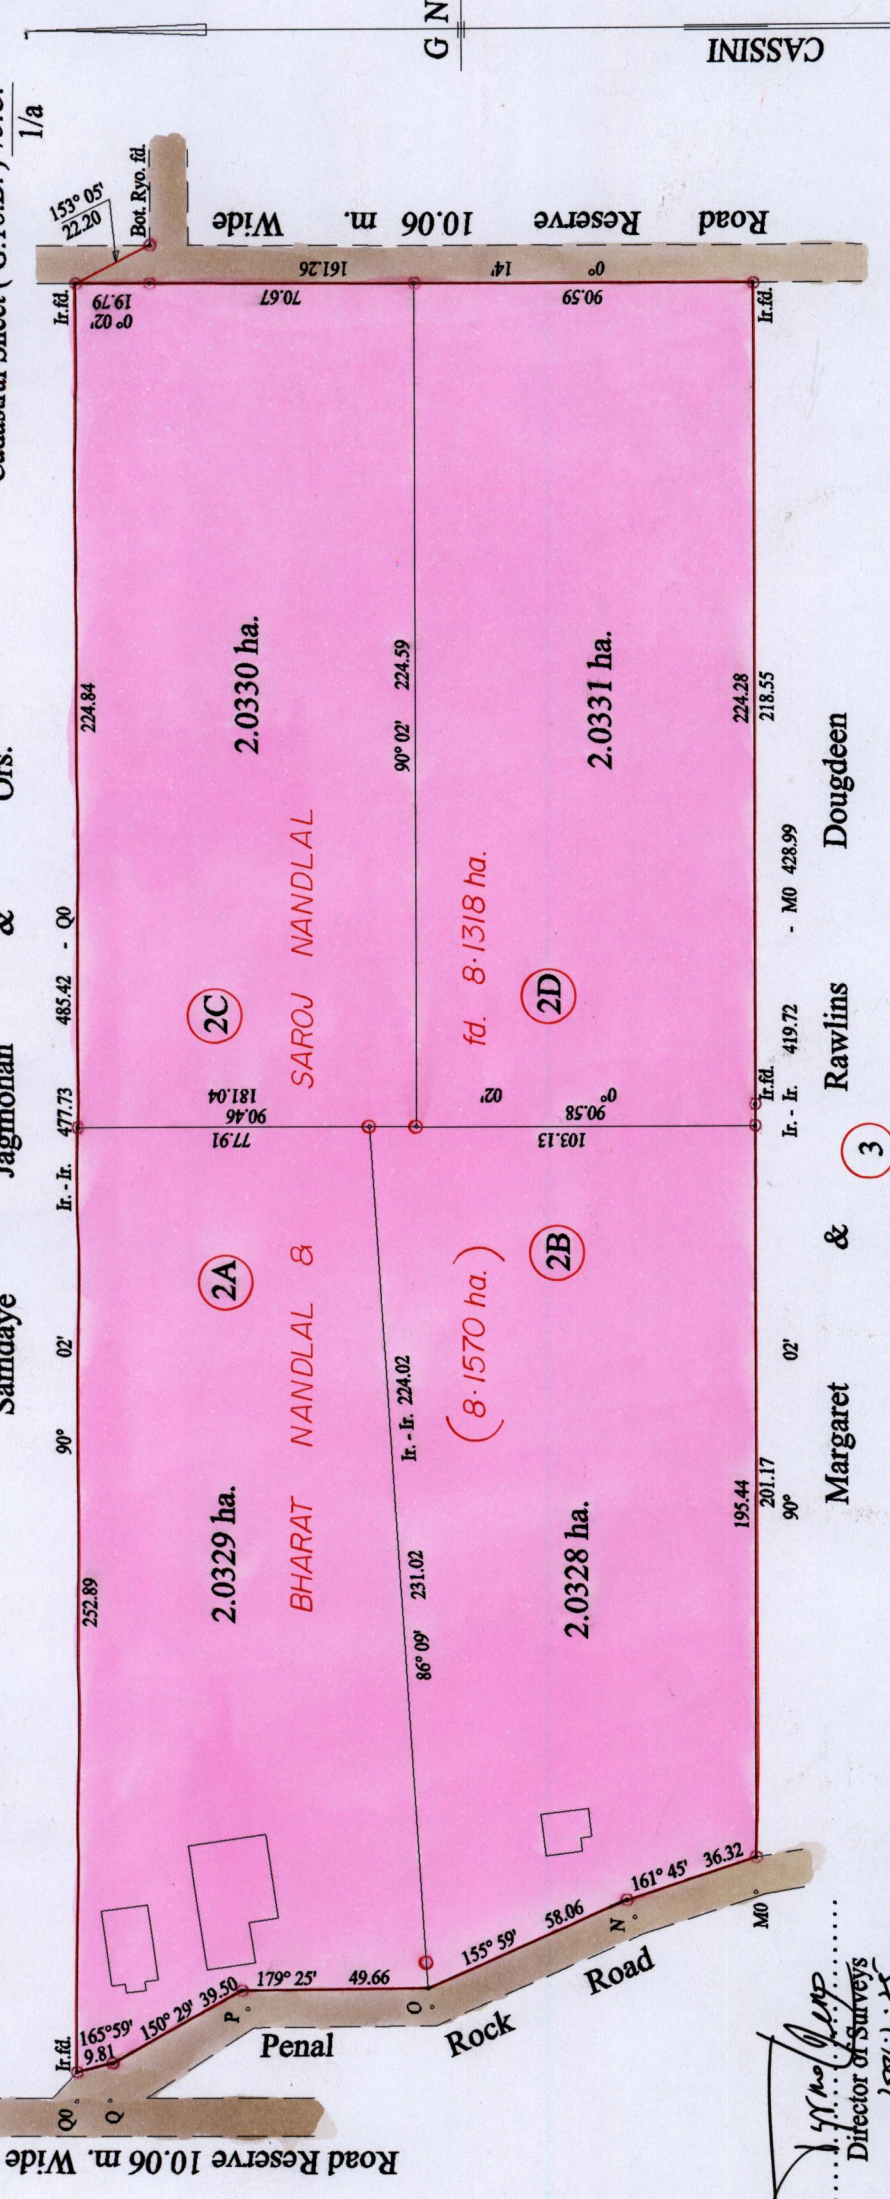 G N
CASSINI
1/a
153° 05'
22.20
Bot. Ryo. fd.
Road Reserve 10.06 m. Wide
Ir.fd.
0° 02'
19.79
161.26
70.67
0° 14'
90.59
Ir.fd.
Samdaye Jagmohan & Ors.
90° 02' Ir. - Ir. 477.73 485.42 - Q0
252.89
224.84
2.0330 ha.
90° 02' 224.59
2.0331 ha.
224.28
218.55
2C
SAROJ NANDLAL
fd. 8·1318 ha.
2D
181.04
90.46
77.91
0° 02'
90.58
103.13
Ir.fd.
2A
BHARAT NANDLAL &
(8·1570 ha.)
2B
2.0329 ha.
Ir. - Ir. 224.02
86° 09' 231.02
2.0328 ha.
195.44
201.17
90° 02' Ir. - Ir. 419.72 - M0 428.99
Margaret & Rawlins Dougdeen
3
Ir.fd.
165°59'
9.81
150° 29' 39.50
179° 25' 49.66
155° 59' 58.06
161° 45' 36.32
Q0
Q
P
O
N
M0
Penal Rock Road
Road Reserve 10.06 m. Wide
Director of Surveys